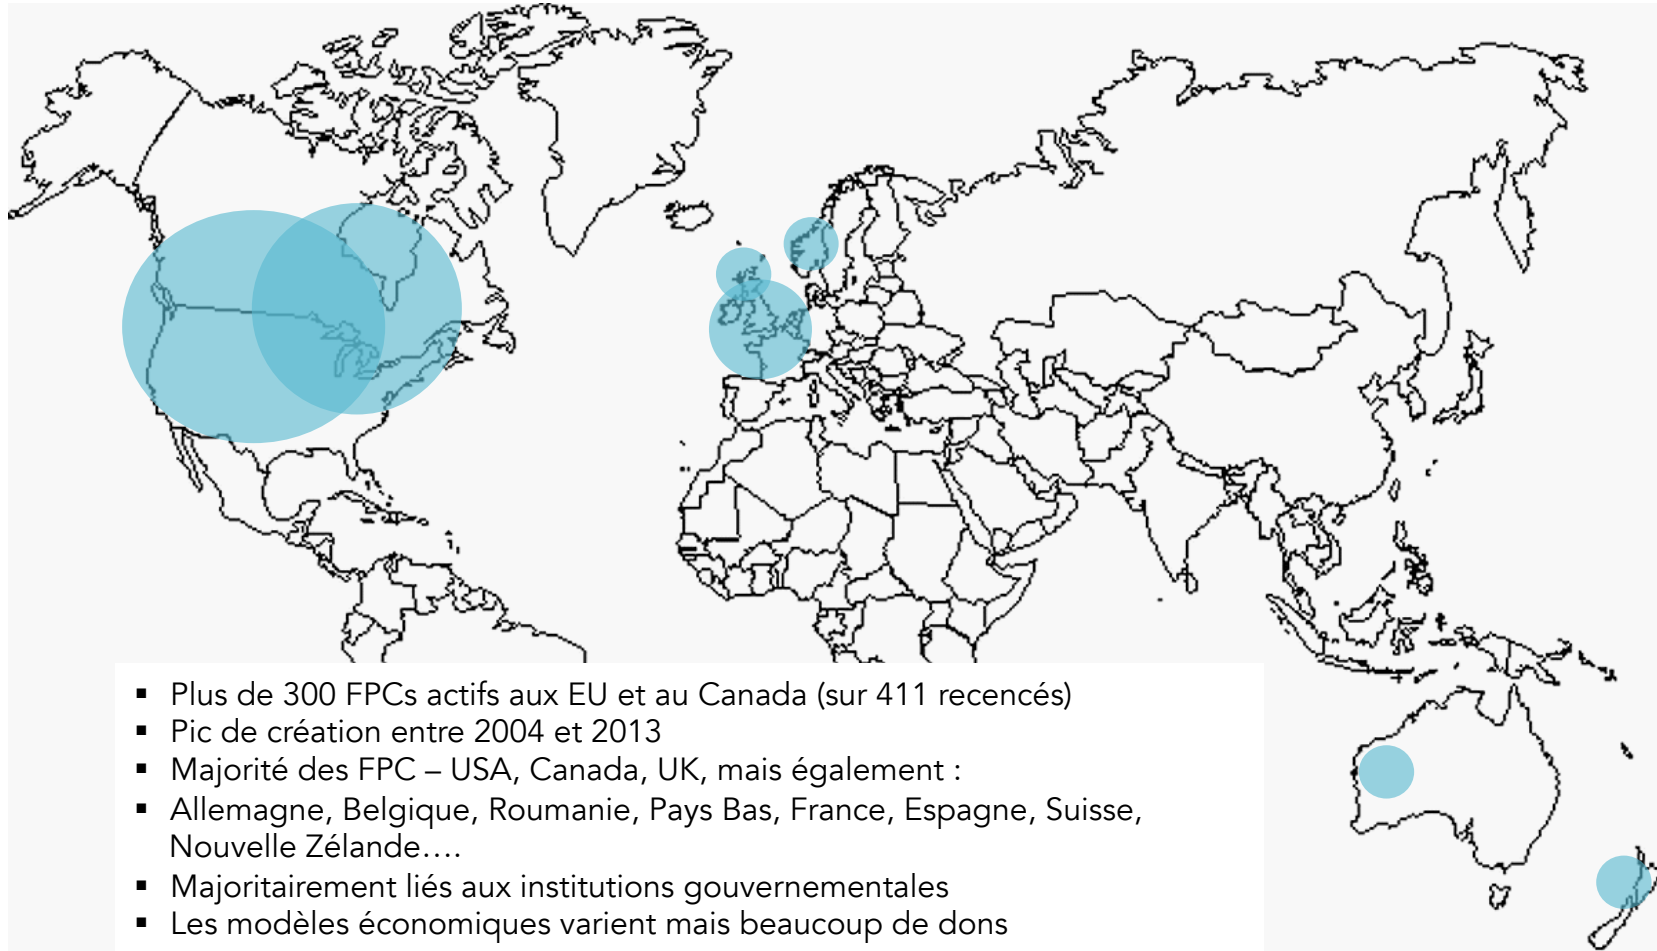 ▪ Plus de 300 FPCs actifs aux EU et au Canada (sur 411 recencés)
▪ Pic de création entre 2004 et 2013
▪ Majorité des FPC – USA, Canada, UK, mais également :
▪ Allemagne, Belgique, Roumanie, Pays Bas, France, Espagne, Suisse,
Nouvelle Zélande….
▪ Majoritairement liés aux institutions gouvernementales
▪ Les modèles économiques varient mais beaucoup de dons